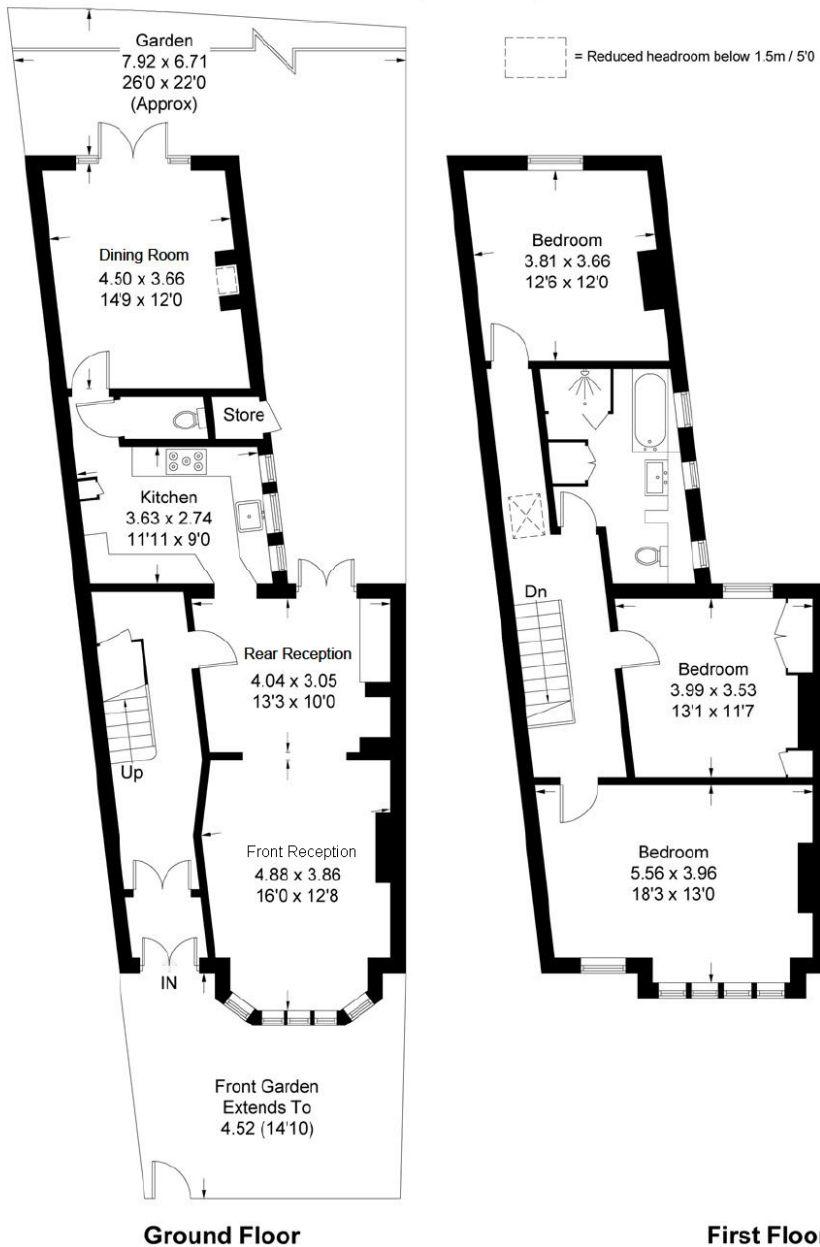 = Reduced headroom below 1.5m / 5'0
Garden
7.92 x 6.71
26'0 x 22'0
(Approx)
Dining Room
4.50 x 3.66
14'9 x 12'0
Store
Kitchen
3.63 x 2.74
11'11 x 9'0
Rear Reception
4.04 x 3.05
13'3 x 10'0
Up
Front Reception
4.88 x 3.86
16'0 x 12'8
IN
Front Garden
Extends To
4.52 (14'10)
Ground Floor
Bedroom
3.81 x 3.66
12'6 x 12'0
Dn
Bedroom
3.99 x 3.53
13'1 x 11'7
Bedroom
5.56 x 3.96
18'3 x 13'0
First Floor